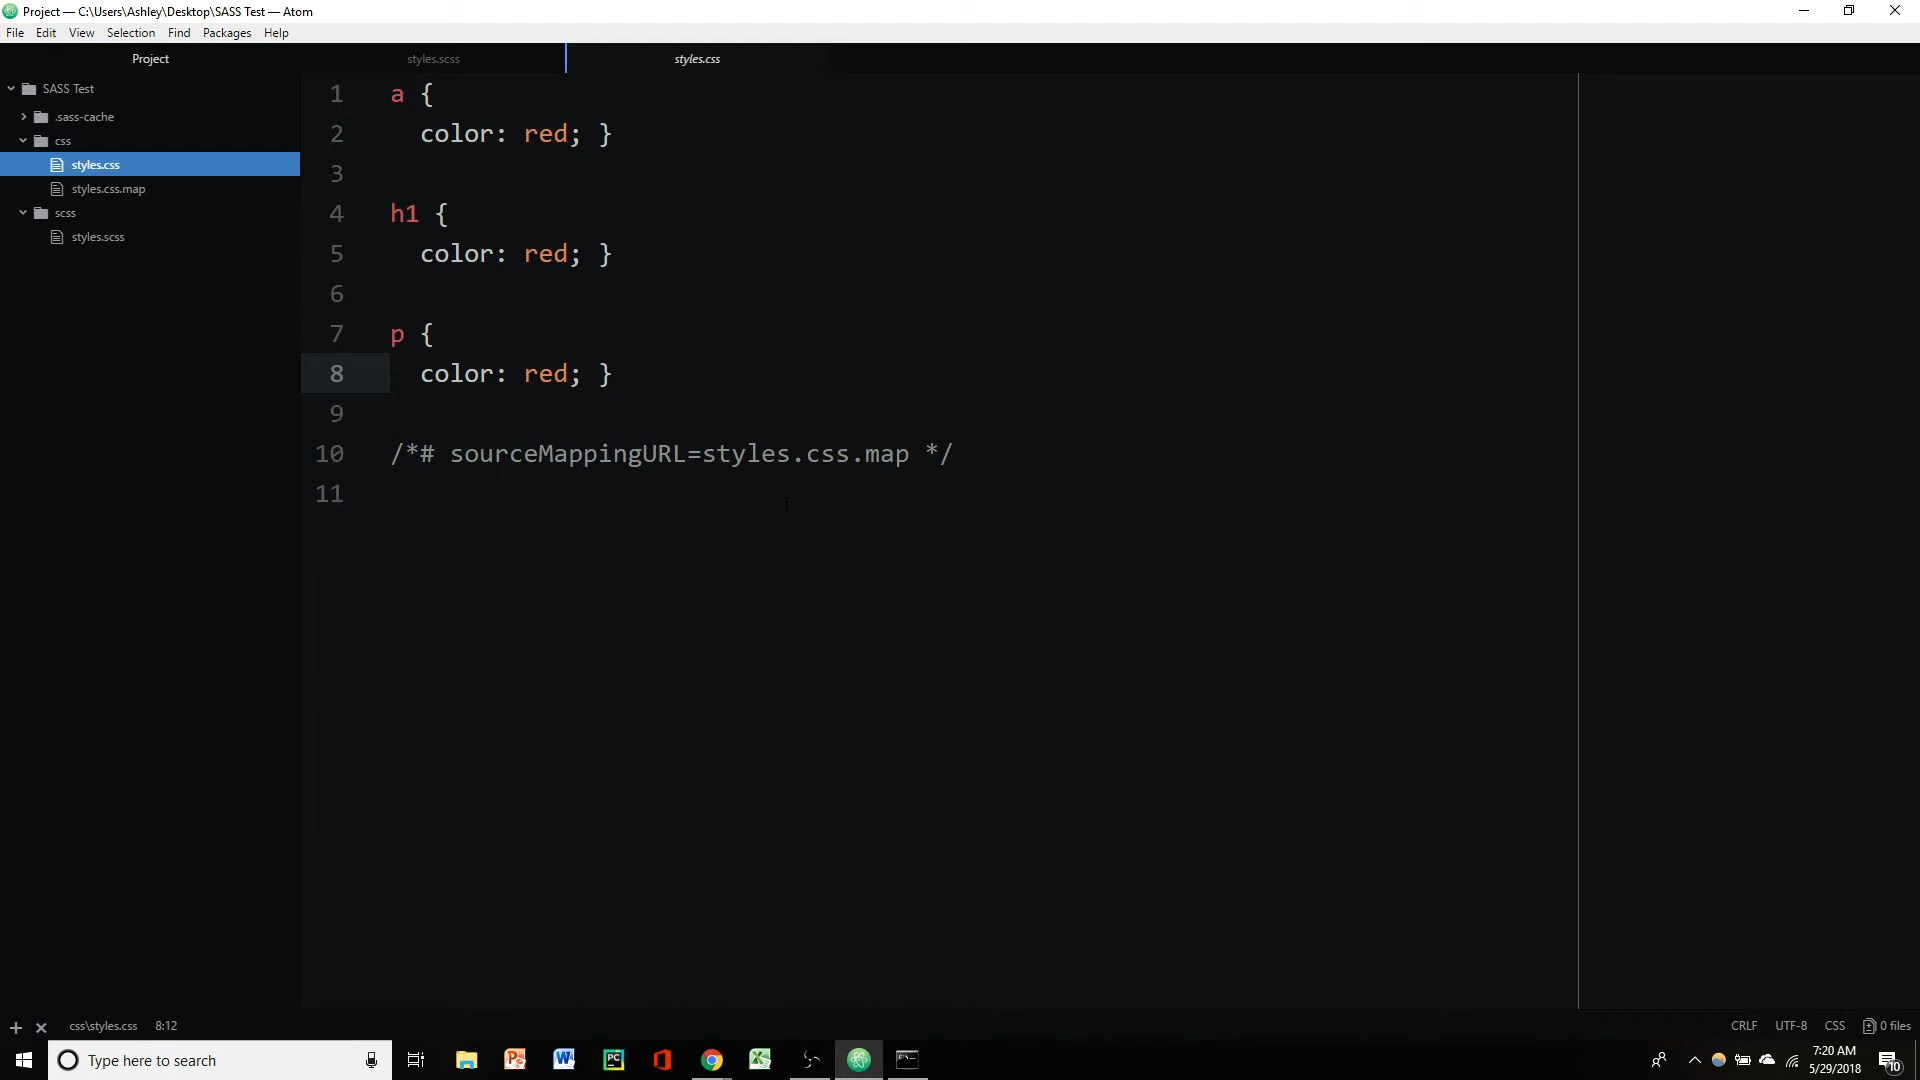 Project — C:\Users\Ashley\Desktop\SASS Test — Atom
File Edit View Selection Find Packages Help
Project
styles.scss
styles.css
SASS Test
.sass-cache
css
styles.css
styles.css.map
scss
styles.scss
1 a {
2 color: red; }
3
4 h1 {
5 color: red; }
6
7 p {
8 color: red; }
9
10 /*# sourceMappingURL=styles.css.map */
11
css\styles.css 8:12
CRLF UTF-8 CSS 0 files
Type here to search
PC
7:20 AM
5/29/2018
10